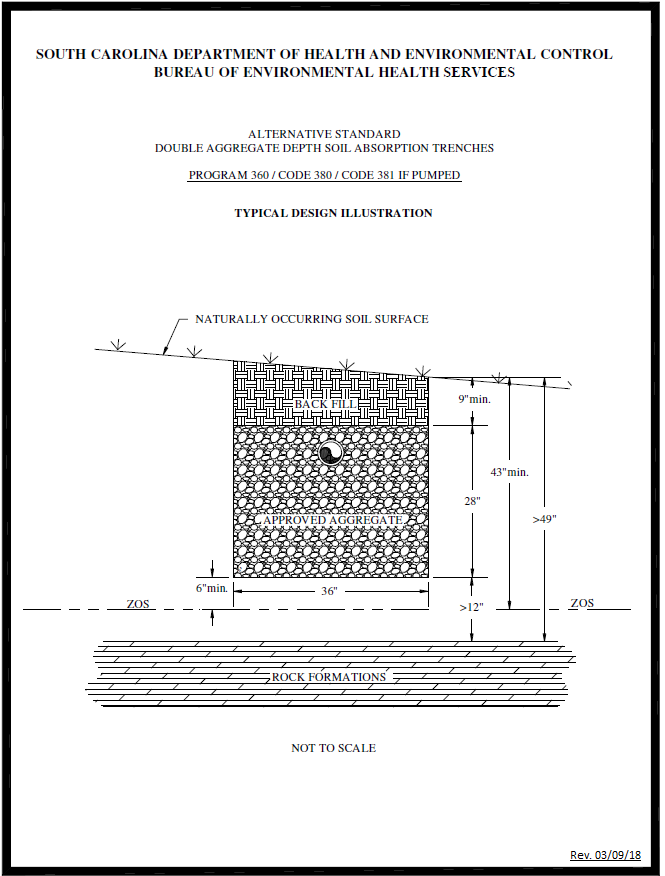 SOUTH CAROLINA DEPARTMENT OF HEALTH AND ENVIRONMENTAL CONTROL
BUREAU OF ENVIRONMENTAL HEALTH SERVICES
ALTERNATIVE STANDARD
DOUBLE AGGREGATE DEPTH SOIL ABSORPTION TRENCHES
PROGRAM 360 / CODE 380 / CODE 381 IF PUMPED
TYPICAL DESIGN ILLUSTRATION
NATURALLY OCCURRING SOIL SURFACE
BACK FILL
9"min.
43"min.
28"
>49"
APPROVED AGGREGATE
6"min.
36"
ZOS
>12"
ZOS
ROCK FORMATIONS
NOT TO SCALE
Rev. 03/09/18